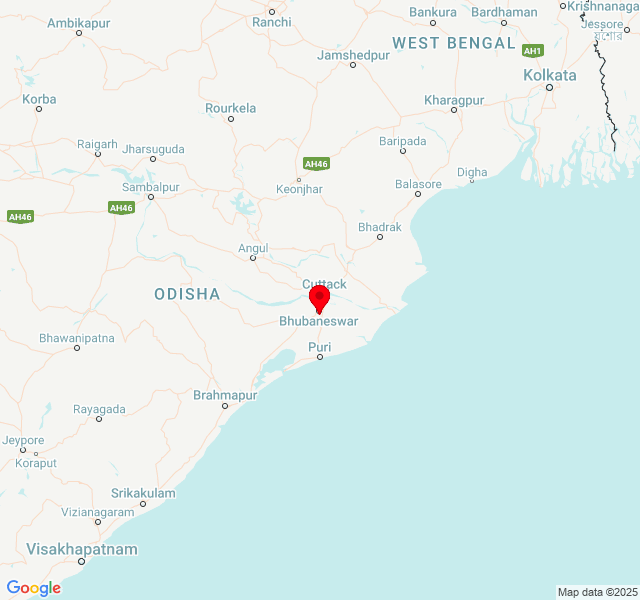 Krishnanaga
Bankura
Bardhaman
Ranchi
Ambikapur
Jessore
WEST BENGAL
AH1
Jamshedpur
Kolkata
Korba
Rourkela
Kharagpur
Raigarh
Jharsuguda
Baripada
AH46
Digha
Keonjhar
Sambalpur
Balasore
AH46
AH46
Bhadrak
Angul
Cuttack
ODISHA
Bhubaneswar
Bhawanipatna
Puri
Brahmapur
Rayagada
Jeypore
Koraput
Srikakulam
Vizianagaram
Visakhapatnam
Google
Map data ©2025